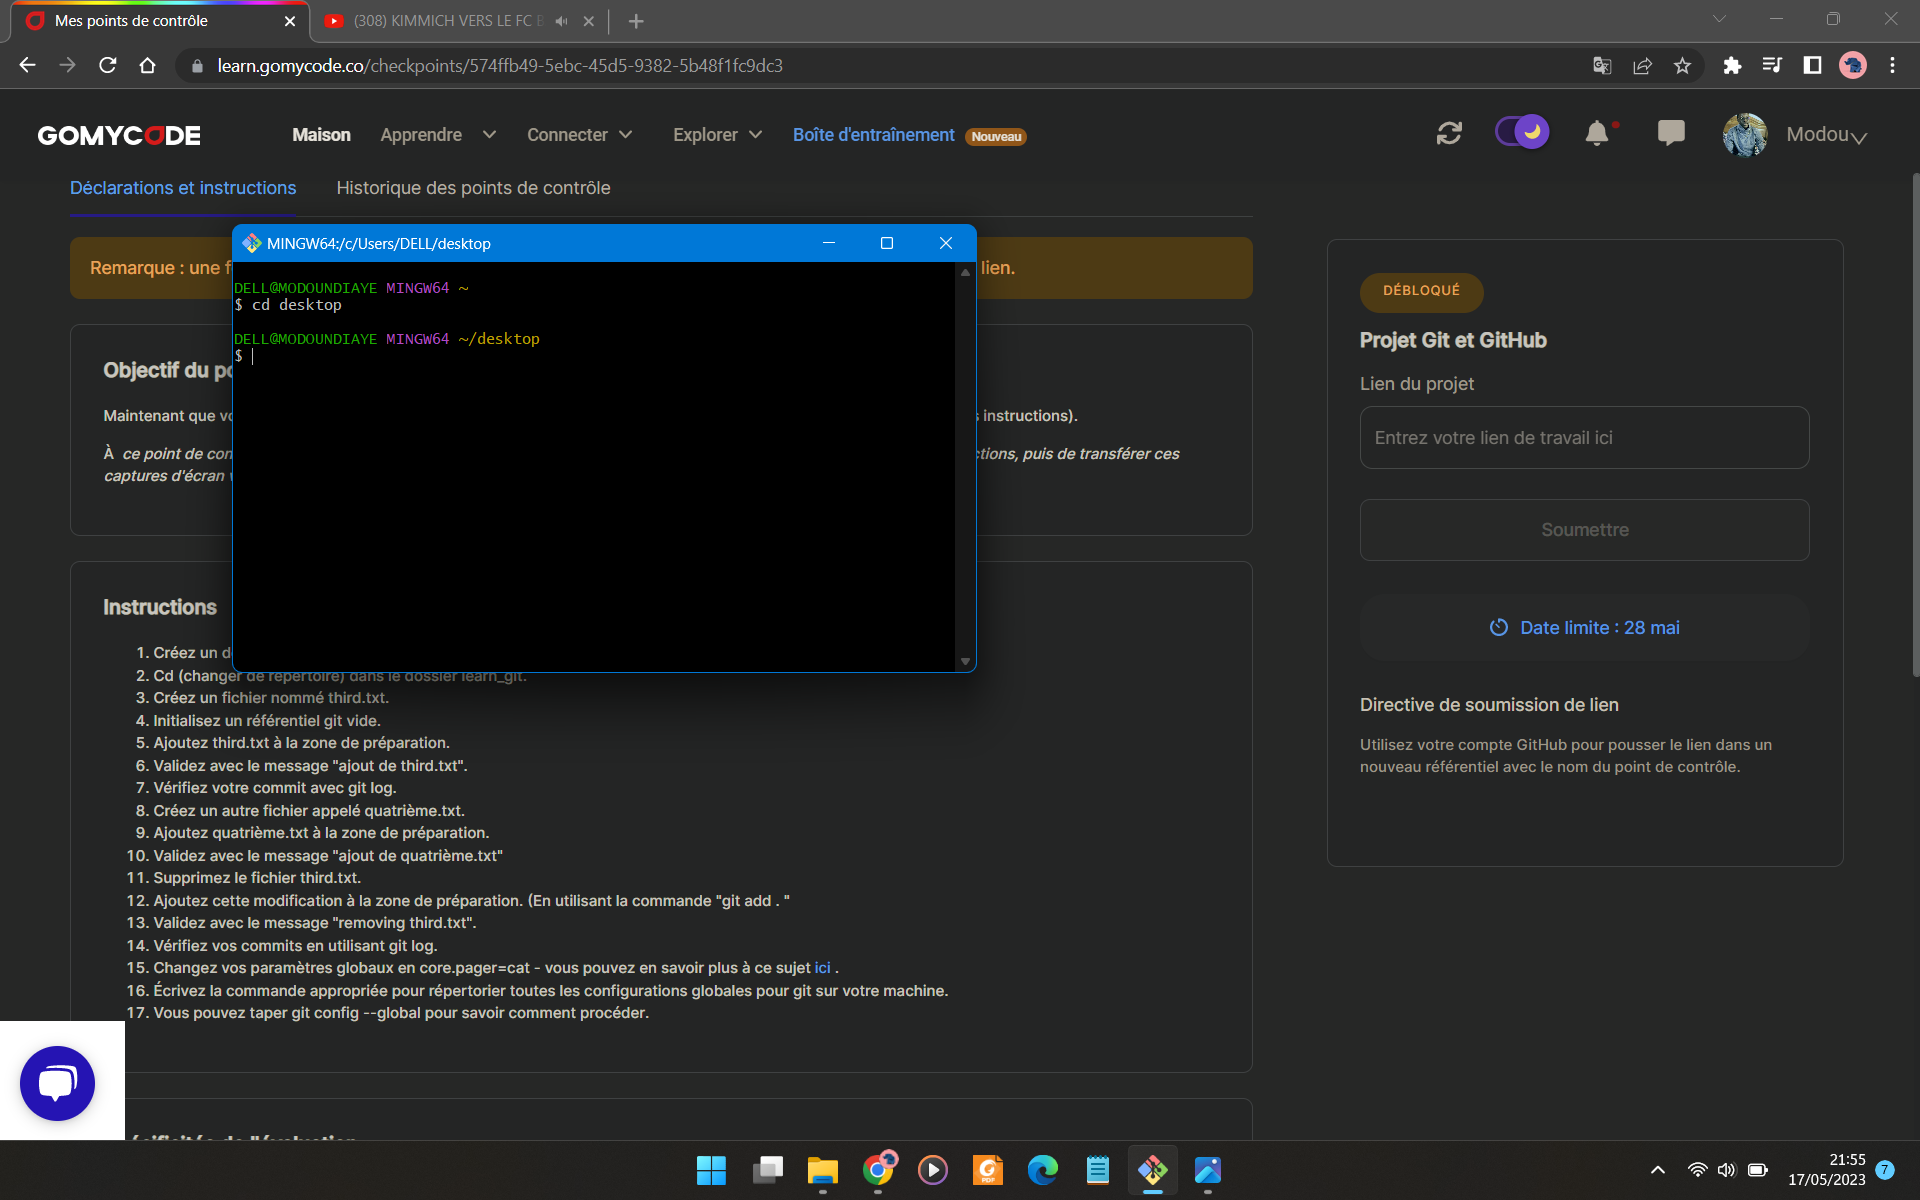 Mes points de contrôle
(308) KIMMICH VERS LE FC
learn.gomycode.co/checkpoints/574ffb49-5ebc-45d5-9382-5b48f1fc9dc3
GOMYCODE
Maison
Apprendre
Connecter
Explorer
Boîte d'entraînement
Nouveau
Modou
Déclarations et instructions
Historique des points de contrôle
Remarque : une
lien.
MINGW64:/c/Users/DELL/desktop
DELL@MODOUNDIAYE MINGW64 ~
$ cd desktop
DELL@MODOUNDIAYE MINGW64 ~/desktop
$
Objectif du
Maintenant que
instructions).
À ce point de
puis de transférer ces
captures d'écran
Instructions
1. Créez un
2. Cd (changer de répertoire) dans le dossier learn_git.
3. Créez un fichier nommé third.txt.
4. Initialisez un référentiel git vide.
5. Ajoutez third.txt à la zone de préparation.
6. Validez avec le message "ajout de third.txt".
7. Vérifiez votre commit avec git log.
8. Créez un autre fichier appelé quatrième.txt.
9. Ajoutez quatrième.txt à la zone de préparation.
10. Validez avec le message "ajout de quatrième.txt"
11. Supprimez le fichier third.txt.
12. Ajoutez cette modification à la zone de préparation. (En utilisant la commande "git add . "
13. Validez avec le message "removing third.txt".
14. Vérifiez vos commits en utilisant git log.
15. Changez vos paramètres globaux en core.pager=cat - vous pouvez en savoir plus à ce sujet ici .
16. Écrivez la commande appropriée pour répertorier toutes les configurations globales pour git sur votre machine.
17. Vous pouvez taper git config --global pour savoir comment procéder.
DÉBLOQUÉ
Projet Git et GitHub
Lien du projet
Entrez votre lien de travail ici
Soumettre
Date limite : 28 mai
Directive de soumission de lien
Utilisez votre compte GitHub pour pousser le lien dans un
nouveau référentiel avec le nom du point de contrôle.
PDF
21:55
17/05/2023
7